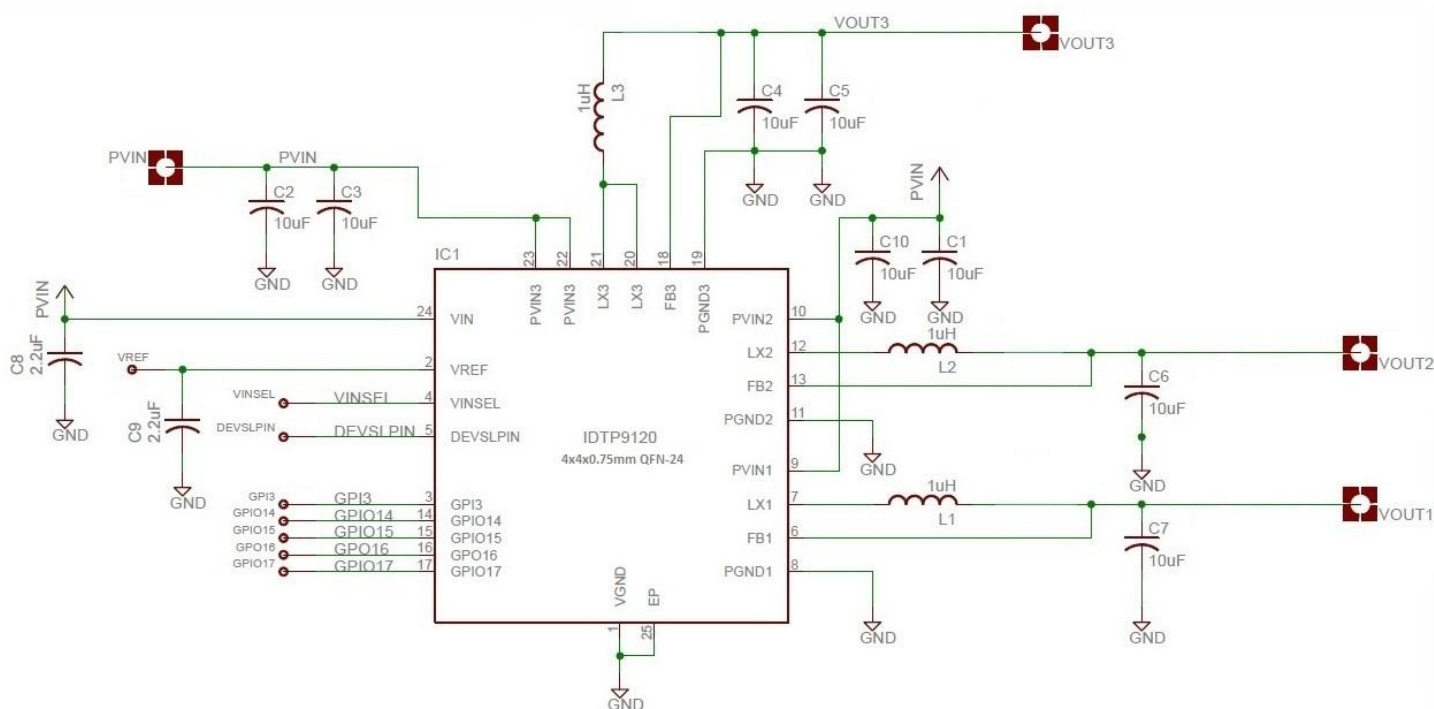 VOUT3
VOUT3
1uH
L3
C4
10uF
C5
10uF
GND
GND
PVIN
PVIN
C2
10uF
C3
10uF
GND
GND
PVIN
C10
10uF
C1
10uF
GND
GND
IC1
23
22
21
20
18
19
PVIN3
PVIN3
LX3
LX3
FB3
PGND3
PVIN
C8
2.2uF
GND
24
VIN
VREF
2
VREF
C9
2.2uF
GND
VINSEL
VINSEL
4
VINSEL
DEVSLPIN
DEVSLPIN
5
DEVSLPIN
GPI3
GPI3
3
GPI3
GPIO14
GPIO14
14
GPIO14
GPIO15
GPIO15
15
GPIO15
GPO16
GPO16
16
GPO16
GPIO17
GPIO17
17
GPIO17
IDTP9120
4x4x0.75mm QFN-24
PVIN2
10
LX2
12
1uH
L2
VOUT2
FB2
13
C6
10uF
GND
PGND2
11
GND
PVIN1
9
LX1
7
1uH
L1
VOUT1
FB1
6
C7
10uF
GND
PGND1
8
GND
VGND
EP
1
25
GND